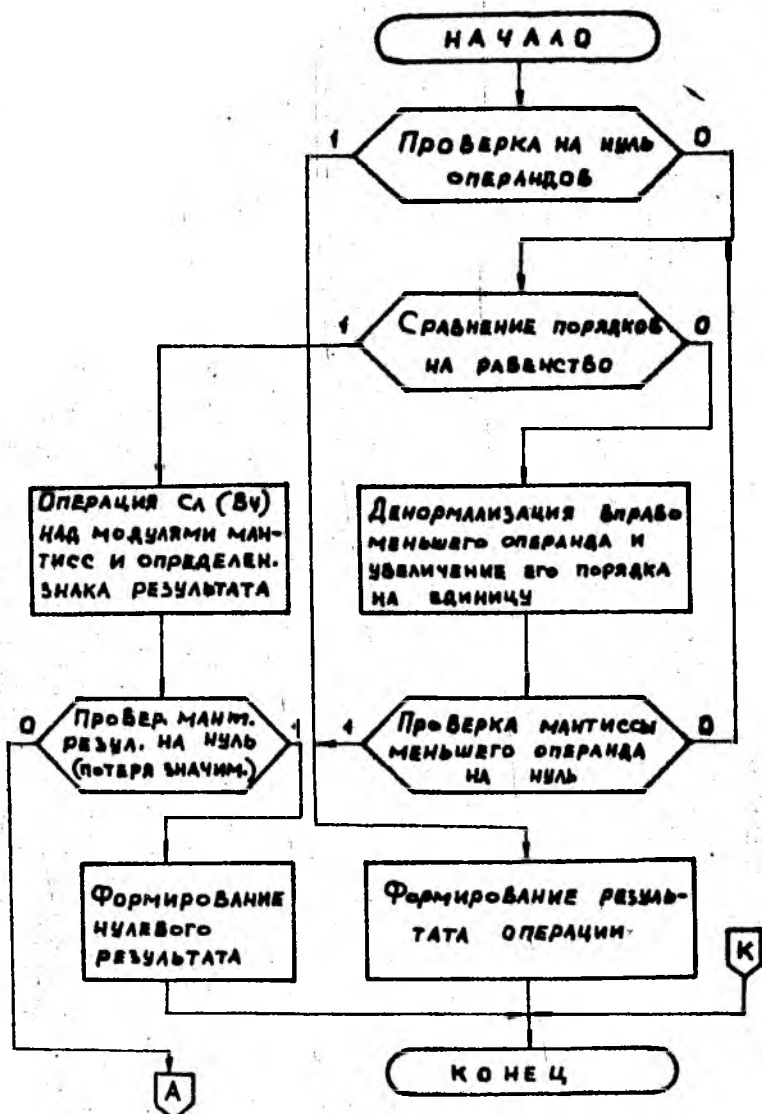 НАЧАЛО
1
ПРОВЕРКА НА НУЛЬ
ОПЕРАНДОВ
0
1
СРАВНЕНИЕ ПОРЯДКОВ
НА РАВЕНСТВО
0
ОПЕРАЦИЯ СЛ (ВЧ)
НАД МОДУЛЯМИ МАН-
ТИСС И ОПРЕДЕЛЕН.
ЗНАКА РЕЗУЛЬТАТА
ДЕНОРМАЛИЗАЦИЯ ВПРАВО
МЕНЬШЕГО ОПЕРАНДА И
УВЕЛИЧЕНИЕ ЕГО ПОРЯДКА
НА ЕДИНИЦУ
0
ПРОВЕР. МАНТ.
РЕЗУЛ. НА НУЛЬ
(ПОТЕРЯ ЗНАЧИМ.)
1
1
ПРОВЕРКА МАНТИССЫ
МЕНЬШЕГО ОПЕРАНДА
НА НУЛЬ
0
ФОРМИРОВАНИЕ
НУЛЕВОГО
РЕЗУЛЬТАТА
ФОРМИРОВАНИЕ РЕЗУЛЬ-
ТАТА ОПЕРАЦИИ
К
А
КОНЕЦ